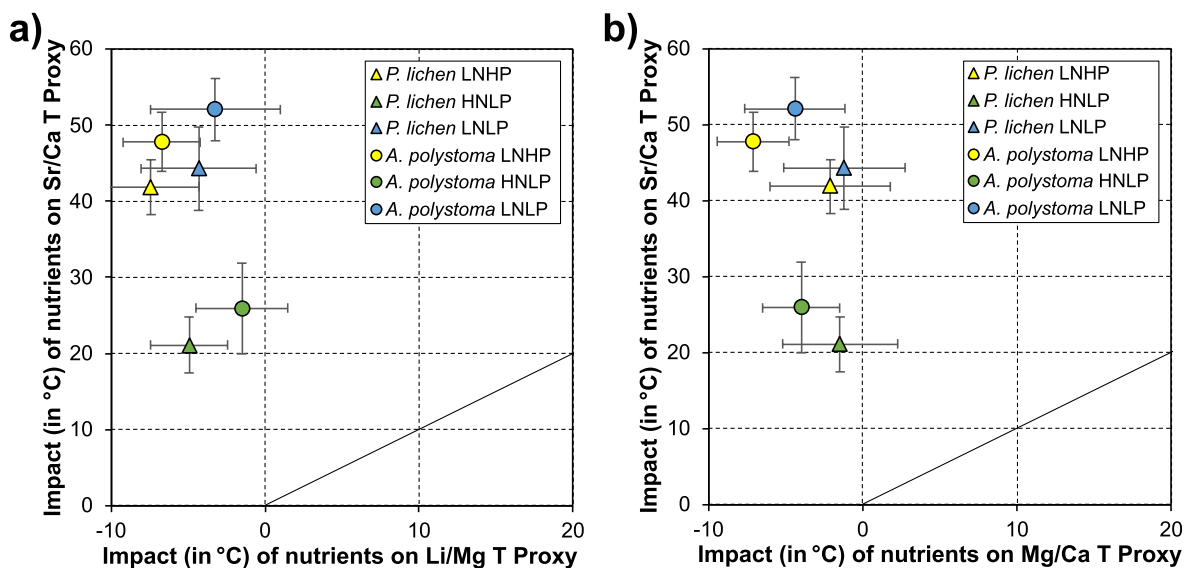 a)
Impact (in °C) of nutrients on Sr/Ca T Proxy
60
50
40
30
20
10
0
P. lichen LNHP
P. lichen HNLP
P. lichen LNLP
A. polystoma LNHP
A. polystoma HNLP
A. polystoma LNLP
-10 0 10 20
Impact (in °C) of nutrients on Li/Mg T Proxy
b)
Impact (in °C) of nutrients on Sr/Ca T Proxy
60
50
40
30
20
10
0
P. lichen LNHP
P. lichen HNLP
P. lichen LNLP
A. polystoma LNHP
A. polystoma HNLP
A. polystoma LNLP
-10 0 10 20
Impact (in °C) of nutrients on Mg/Ca T Proxy